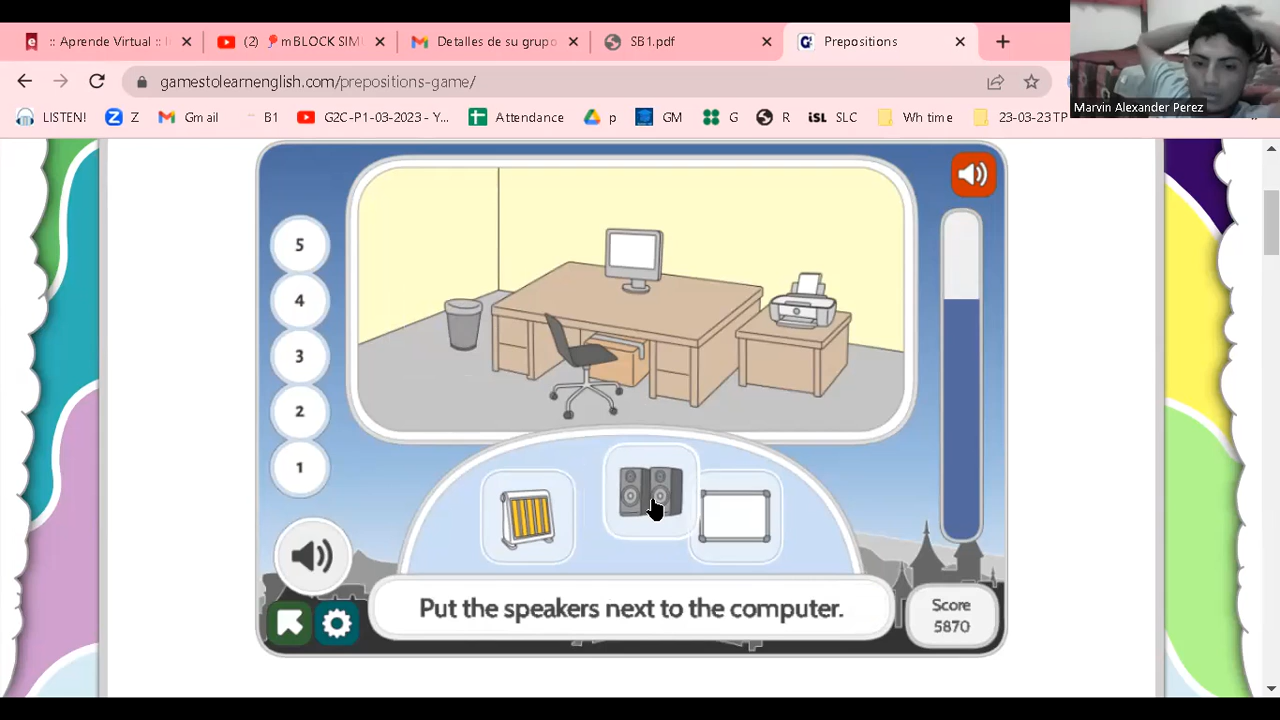 :: Aprende Virtual ::
(2) mBLOCK SIMU
Detalles de su grupo
SB1.pdf
Prepositions
gamestolearnenglish.com/prepositions-game/
LISTEN! Z Gmail B1 G2C-P1-03-2023 - Y... Attendance p GM G R iSL SLC Wh time 23-03-23 TP »
Marvin Alexander Perez
5
4
3
2
1
Put the speakers next to the computer.
Score
5870